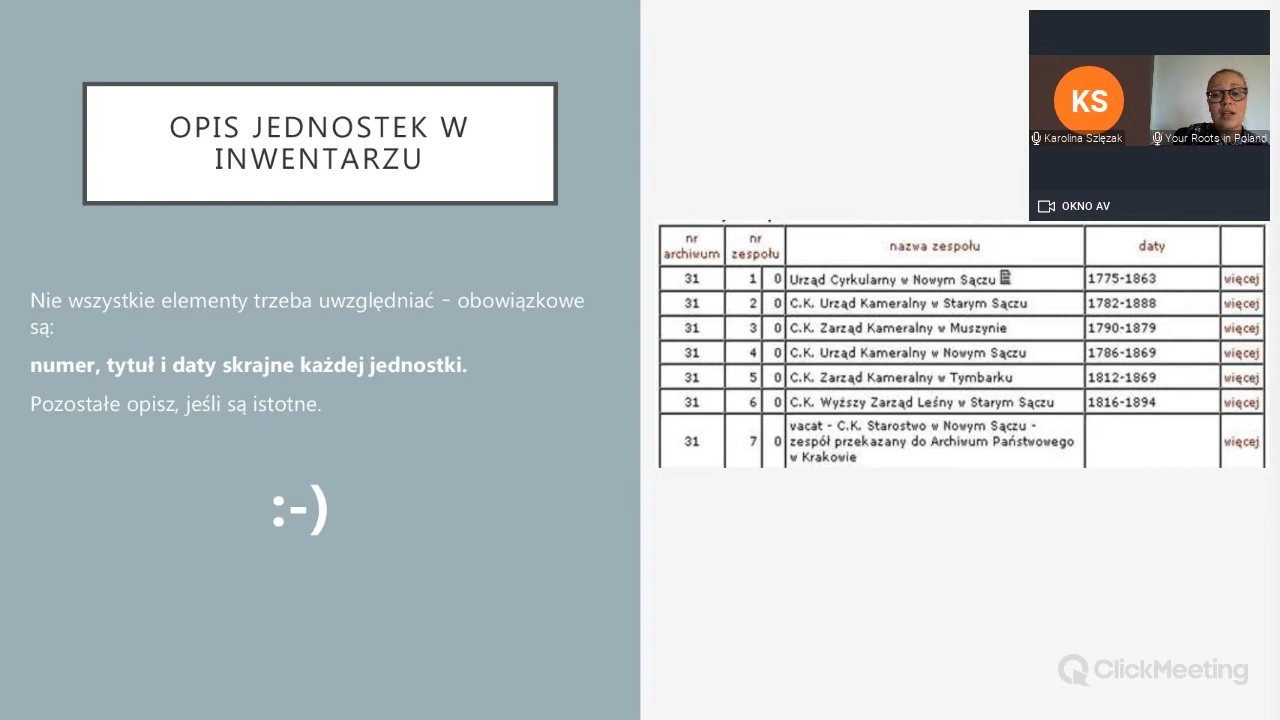 OPIS JEDNOSTEK W
INWENTARZU
Nie wszystkie elementy trzeba uwzględniać – obowiązkowe
są:
numer, tytuł i daty skrajne każdej jednostki.
Pozostałe opisz, jeśli są istotne.
:-)
KS
Karolina Szlęzak
Your Roots in Poland
OKNO AV
nr archiwum nr zespołu nazwa zespołu daty
31 1 0 Urząd Cyrkularny w Nowym Sączu 1775-1863 więcej
31 2 0 C.K. Urząd Kameralny w Starym Sączu 1782-1888 więcej
31 3 0 C.K. Zarząd Kameralny w Muszynie 1790-1879 więcej
31 4 0 C.K. Urząd Kameralny w Nowym Sączu 1786-1869 więcej
31 5 0 C.K. Zarząd Kameralny w Tymbarku 1812-1869 więcej
31 6 0 C.K. Wyższy Zarząd Leśny w Starym Sączu 1816-1894 więcej
vacat - C.K. Starostwo w Nowym Sączu -
31 7 0 zespół przekazany do Archiwum Państwowego więcej
w Krakowie
ClickMeeting